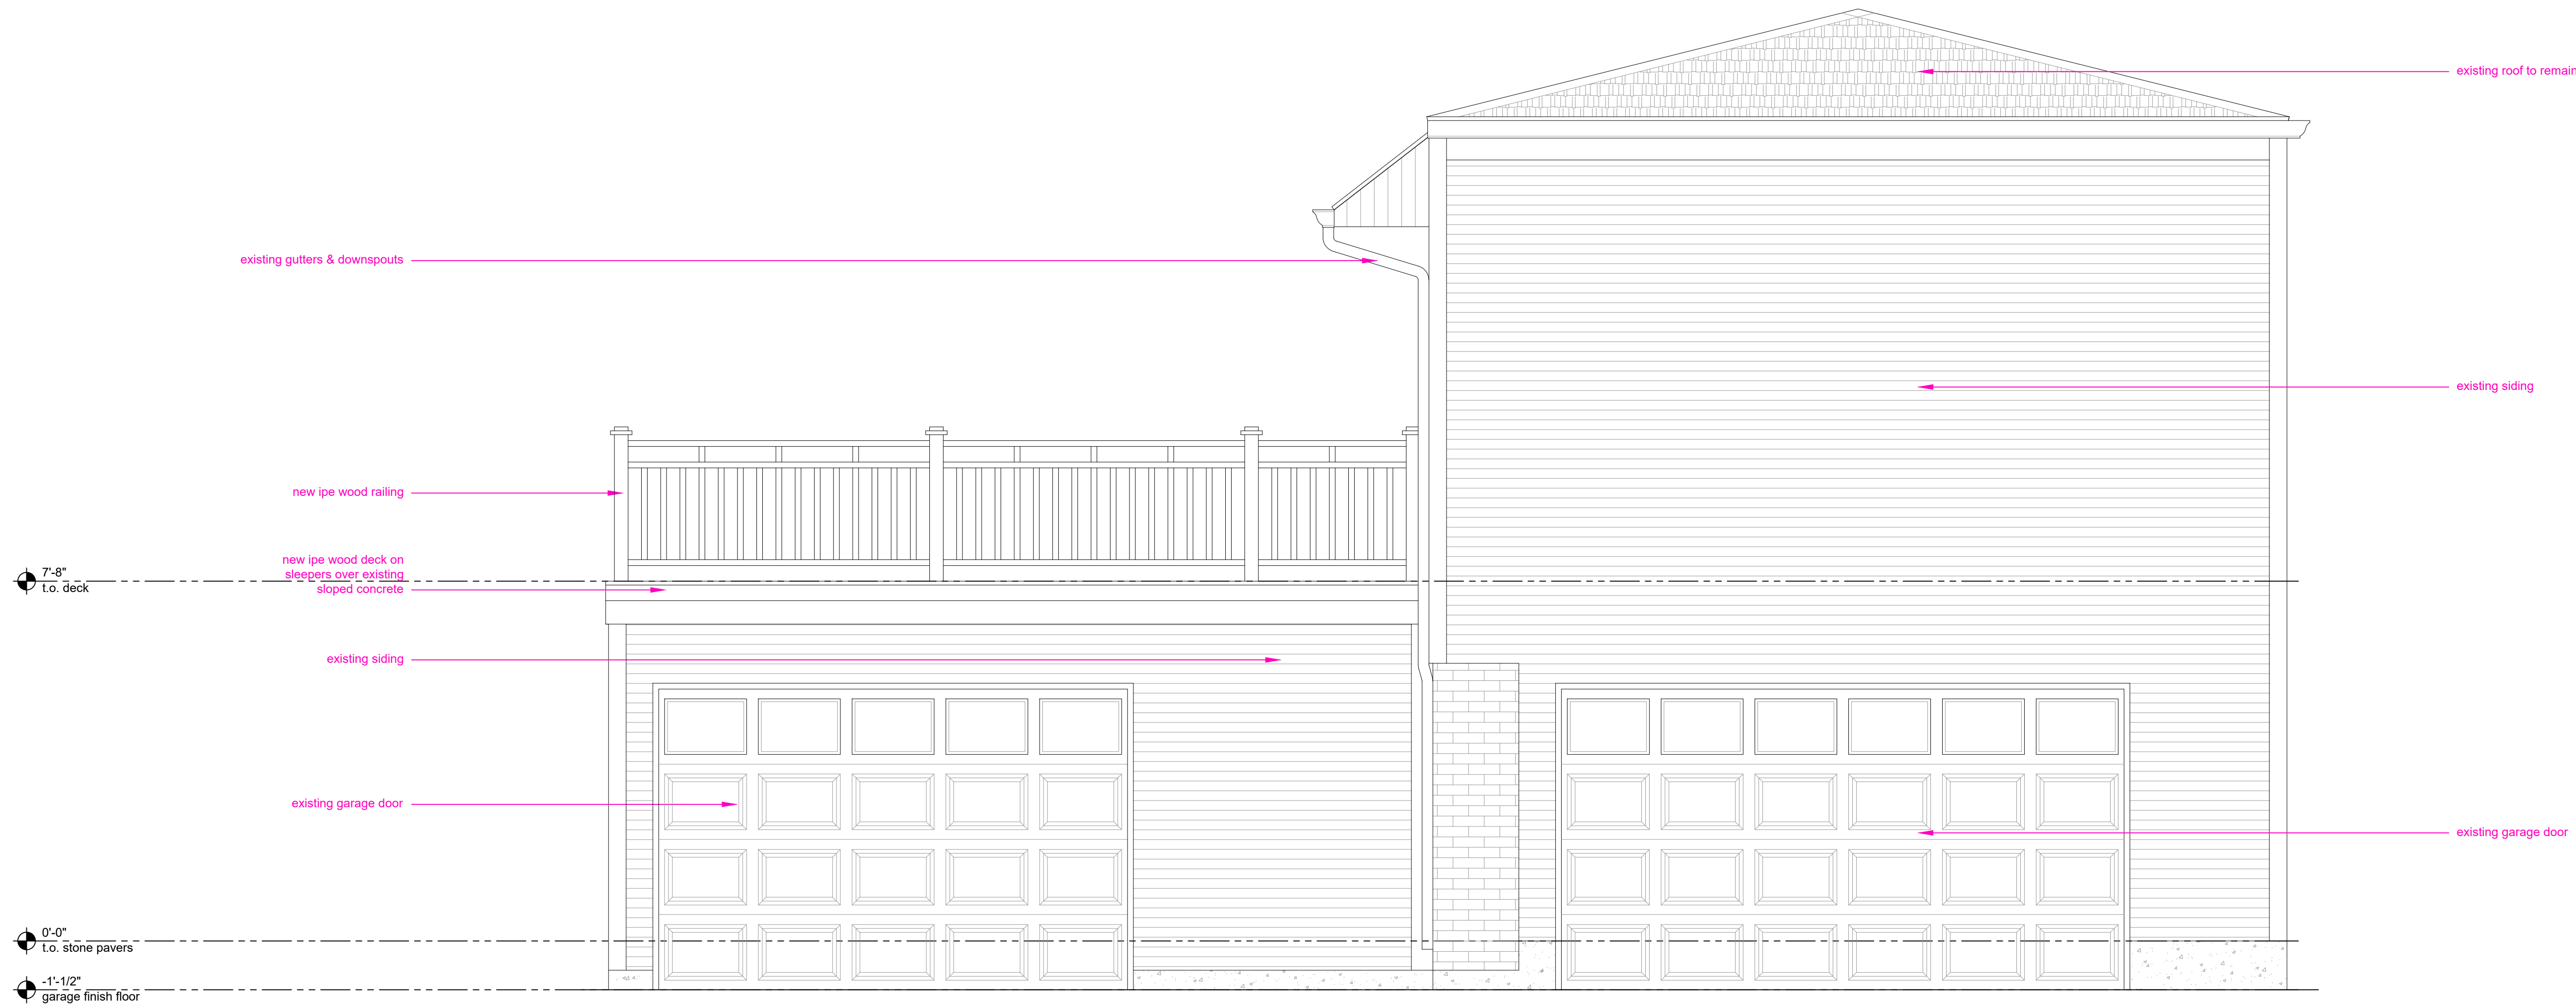 existing roof to remain
existing gutters & downspouts
existing siding
new ipe wood railing
new ipe wood deck on
sleepers over existing
sloped concrete
7'-8"
t.o. deck
existing siding
existing garage door
existing garage door
0'-0"
t.o. stone pavers
-1'-1/2"
garage finish floor